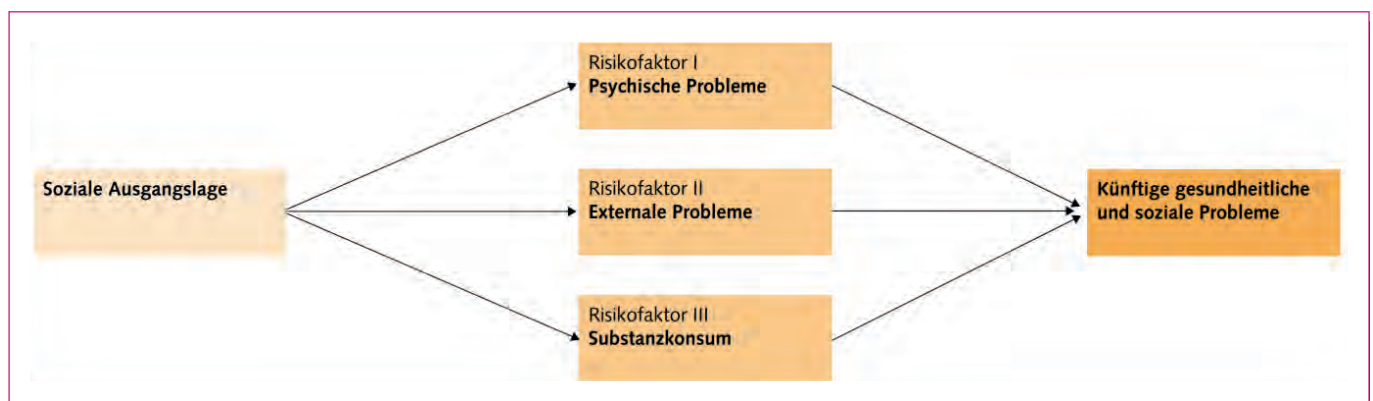 Risikofaktor I
Psychische Probleme
Soziale Ausgangslage
Risikofaktor II
Externale Probleme
Künftige gesundheitliche
und soziale Probleme
Risikofaktor III
Substanzkonsum